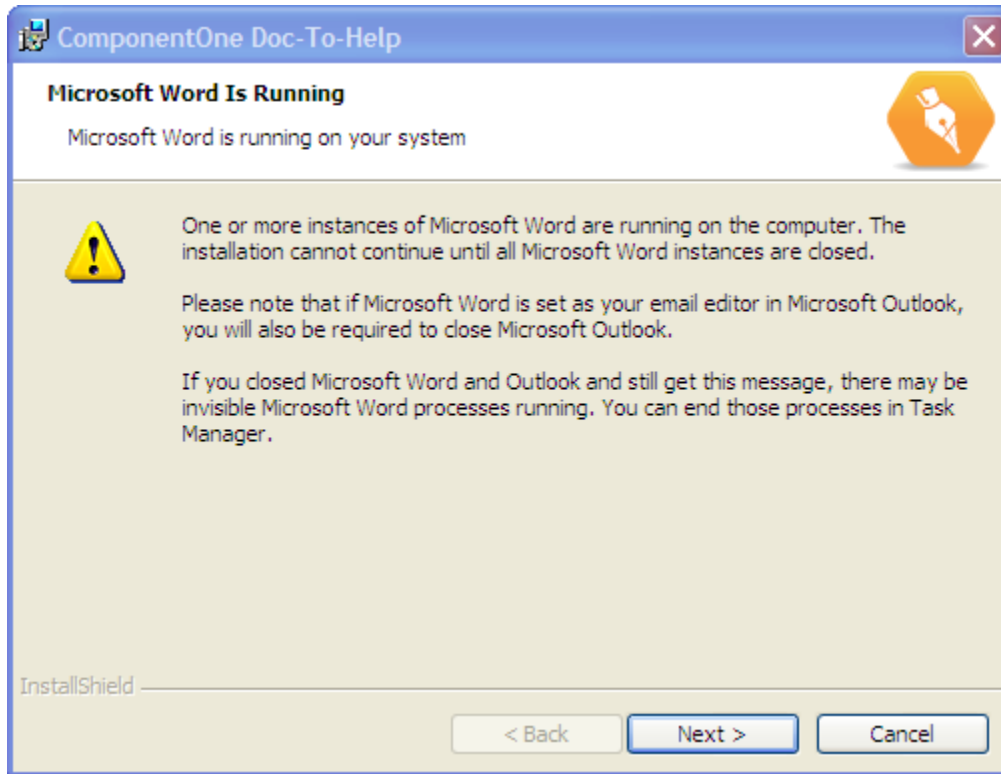 ComponentOne Doc-To-Help
Microsoft Word Is Running
Microsoft Word is running on your system
One or more instances of Microsoft Word are running on the computer. The
installation cannot continue until all Microsoft Word instances are closed.
Please note that if Microsoft Word is set as your email editor in Microsoft Outlook,
you will also be required to close Microsoft Outlook.
If you closed Microsoft Word and Outlook and still get this message, there may be
invisible Microsoft Word processes running. You can end those processes in Task
Manager.
InstallShield
< Back Next > Cancel